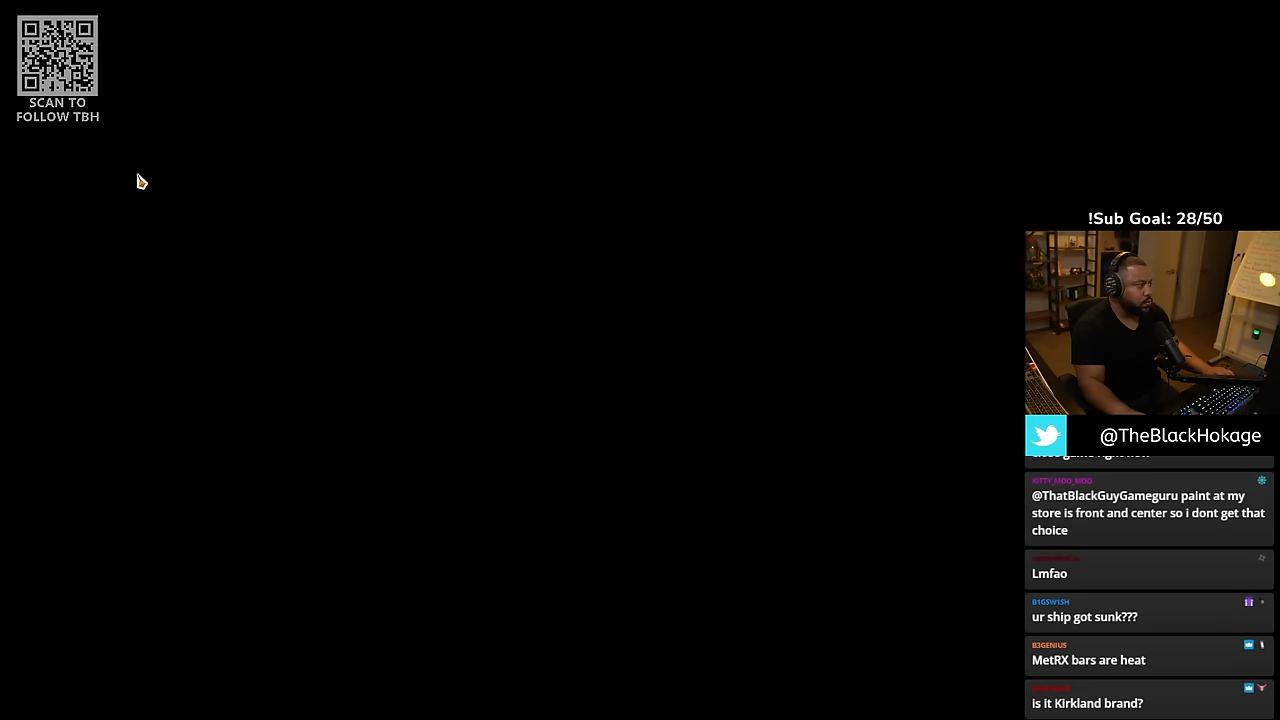 SCAN TO
FOLLOW TBH
!Sub Goal: 28/50
@TheBlackHokage
KITTY_MOO_MOO
@ThatBlackGuyGameguru paint at my
store is front and center so i dont get that
choice
Lmfao
B1GSW1SH
ur ship got sunk???
B3GENIUS
MetRX bars are heat
is it Kirkland brand?